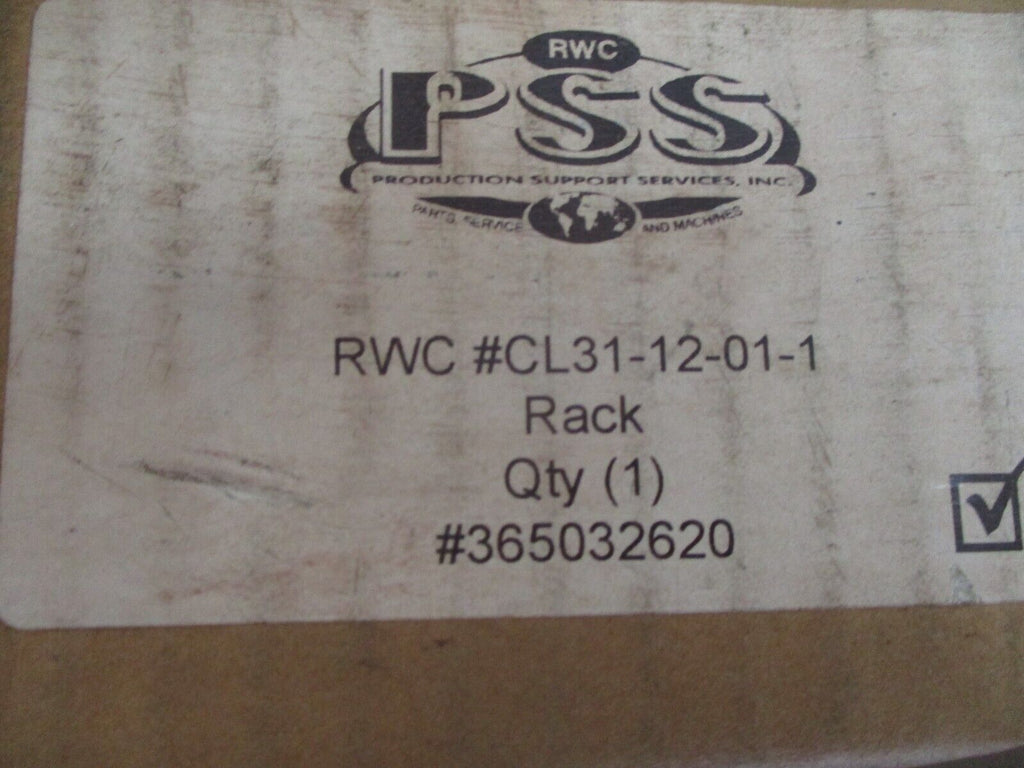 RWC
PSS
PRODUCTION SUPPORT SERVICES, INC.
PARTS, SERVICE AND MACHINES
RWC #CL31-12-01-1
Rack
Qty (1)
#365032620